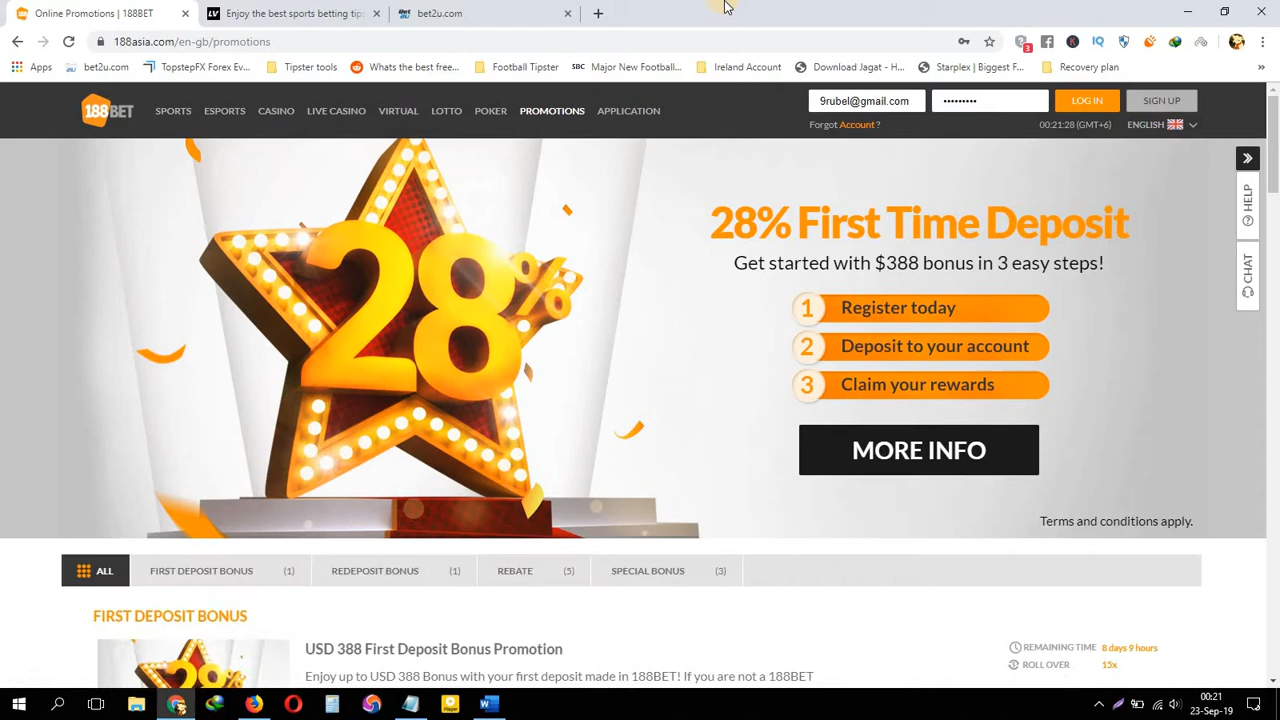 Online Promotions | 188BET
Enjoy the best sports betting tips
bet2u.com
188asia.com/en-gb/promotions
Apps
bet2u.com
TopstepFX Forex Ev...
Tipster tools
Whats the best free...
Football Tipster
SBC Major New Football...
Ireland Account
Download Jagat - H...
Starplex | Biggest F...
Recovery plan
188BET
SPORTS
ESPORTS
CASINO
LIVE CASINO
VIRTUAL
LOTTO
POKER
PROMOTIONS
APPLICATION
9rubel@gmail.com
•••••••••
LOG IN
SIGN UP
Forgot Account ?
00:21:28 (GMT+6)
ENGLISH
28%
28% First Time Deposit
Get started with $388 bonus in 3 easy steps!
1 Register today
2 Deposit to your account
3 Claim your rewards
MORE INFO
Terms and conditions apply.
HELP
CHAT
ALL
FIRST DEPOSIT BONUS (1)
REDEPOSIT BONUS (1)
REBATE (5)
SPECIAL BONUS (3)
FIRST DEPOSIT BONUS
28%
USD 388 First Deposit Bonus Promotion
REMAINING TIME 8 days 9 hours
ROLL OVER 15x
Enjoy up to USD 388 Bonus with your first deposit made in 188BET! If you are not a 188BET
00:21
23-Sep-19